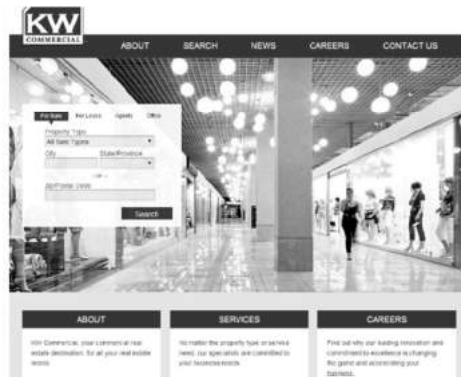 KW
COMMERCIAL
ABOUT SEARCH NEWS CAREERS CONTACT US
For Sale For Lease Agents Office
Property Type
All Sale Types
City State/Province
or
Zip/Postal Code
Search
ABOUT SERVICES CAREERS
KW Commercial, your commercial real
estate destination, for all your real estate
needs.
No matter the property type or service
need, our specialists are committed to
your business needs.
Find out why our leading innovation and
commitment to excellence is changing
the game and accelerating your
business.